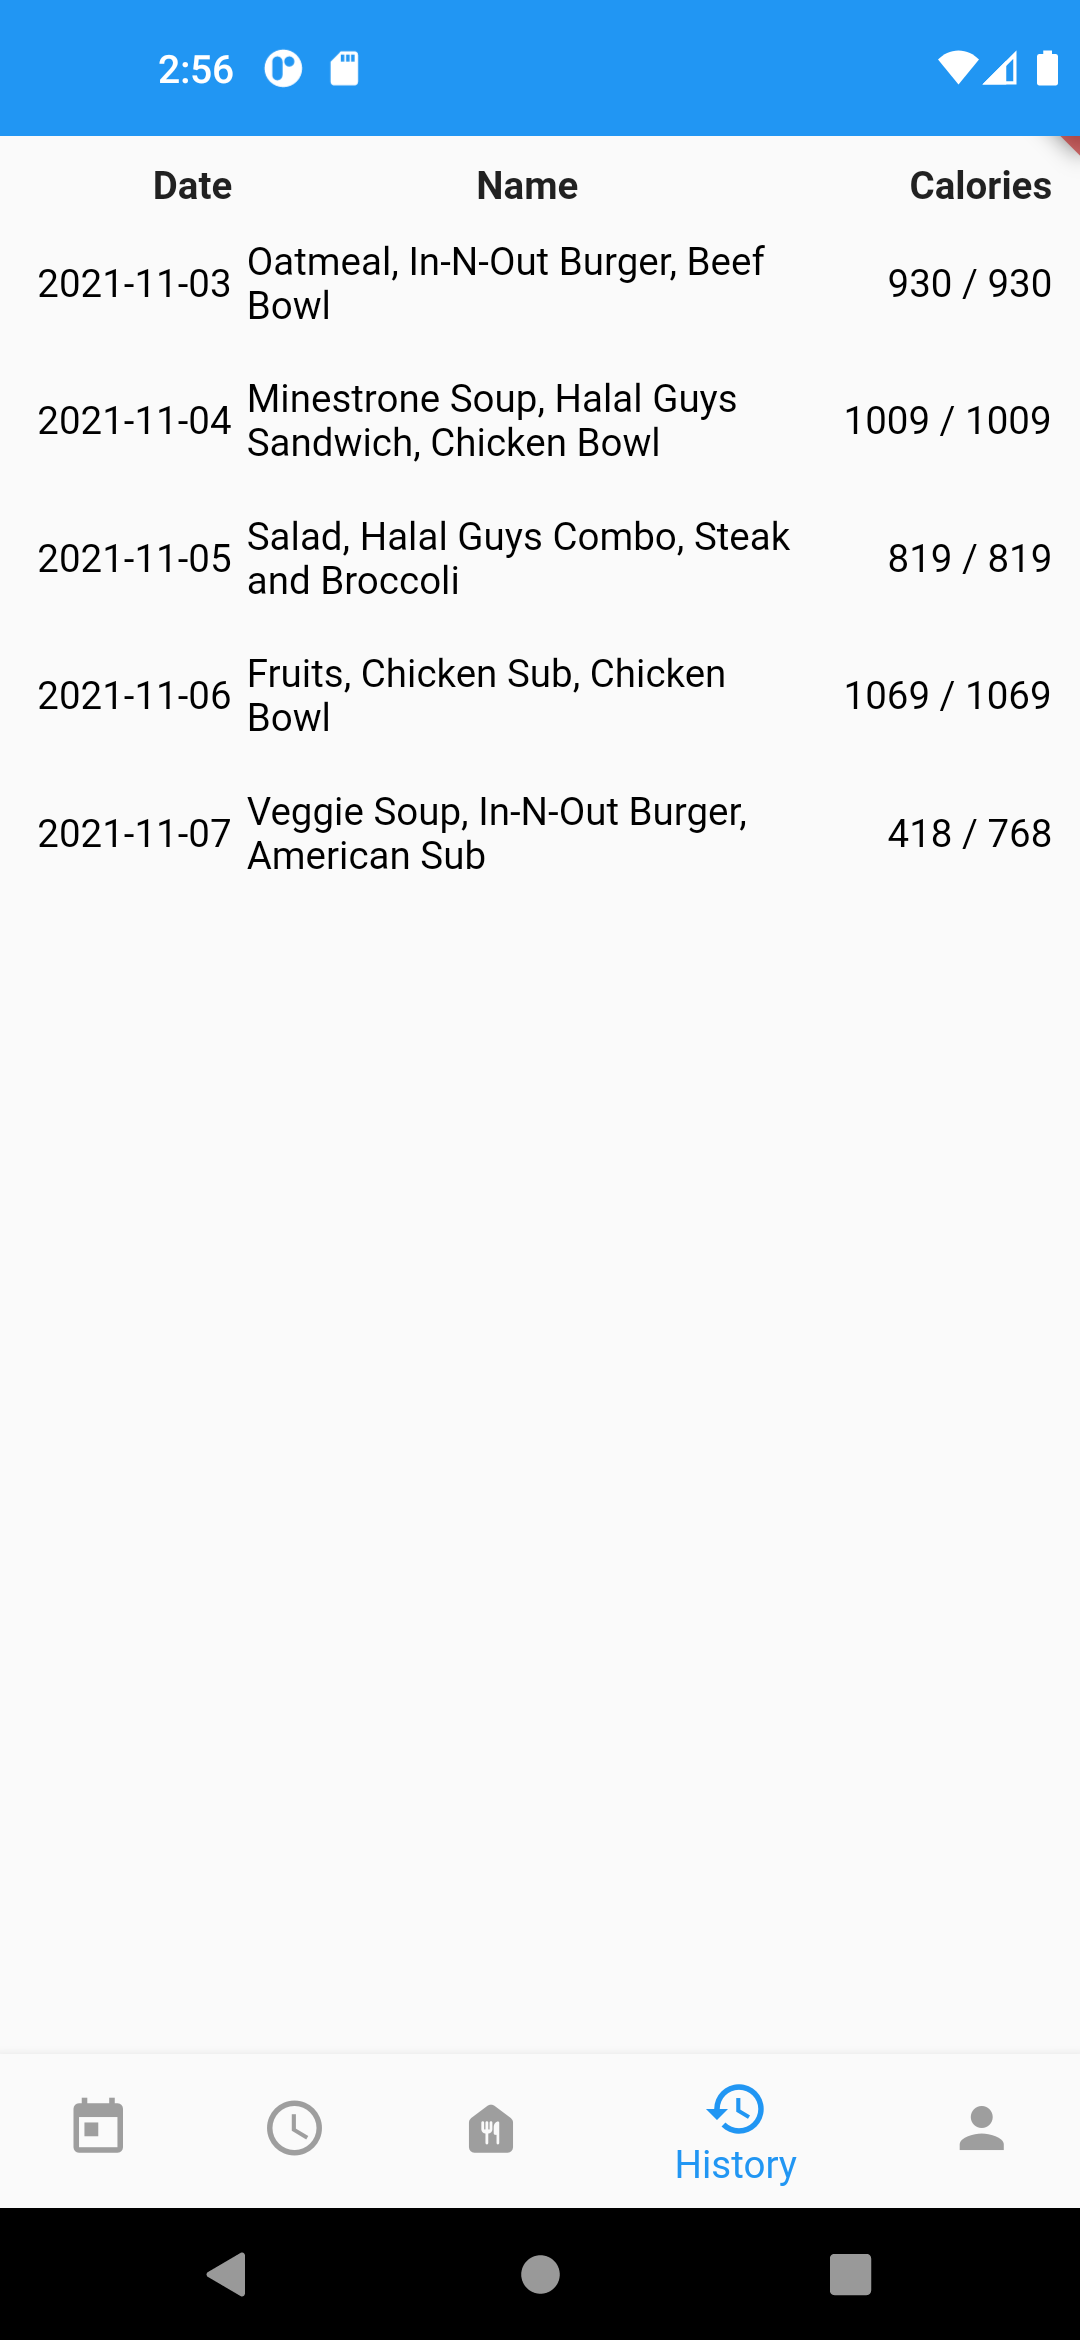 2:56
Date Name Calories
2021-11-03 Oatmeal, In-N-Out Burger, Beef
Bowl 930 / 930
2021-11-04 Minestrone Soup, Halal Guys
Sandwich, Chicken Bowl 1009 / 1009
2021-11-05 Salad, Halal Guys Combo, Steak
and Broccoli 819 / 819
2021-11-06 Fruits, Chicken Sub, Chicken
Bowl 1069 / 1069
2021-11-07 Veggie Soup, In-N-Out Burger,
American Sub 418 / 768
History